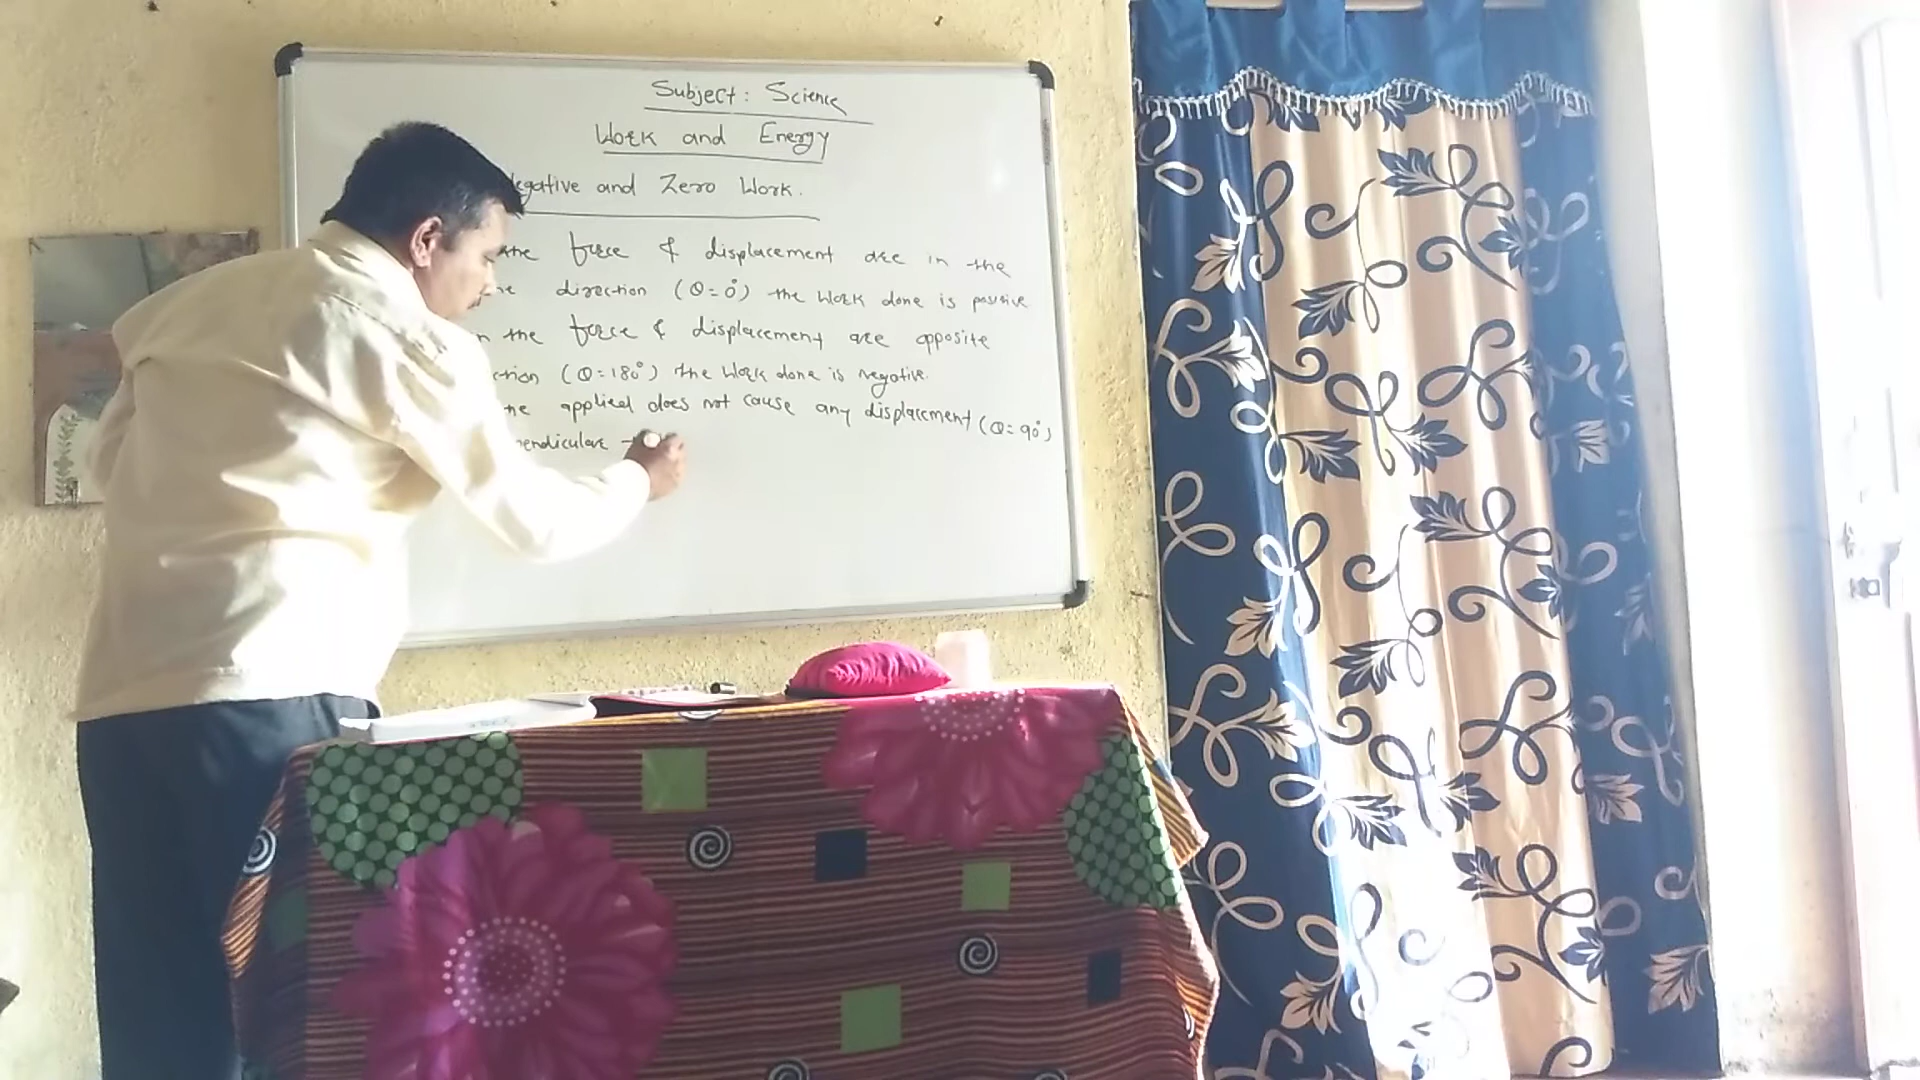 Subject: Science
Work and Energy
egative and Zero Work.
the force & displacement are in the
direction (θ=0°) the work done is positive
n the force & displacement are opposite
ction (θ=180°) the work done is negative.
applied does not cause any displacement (θ=90°)
pendicular